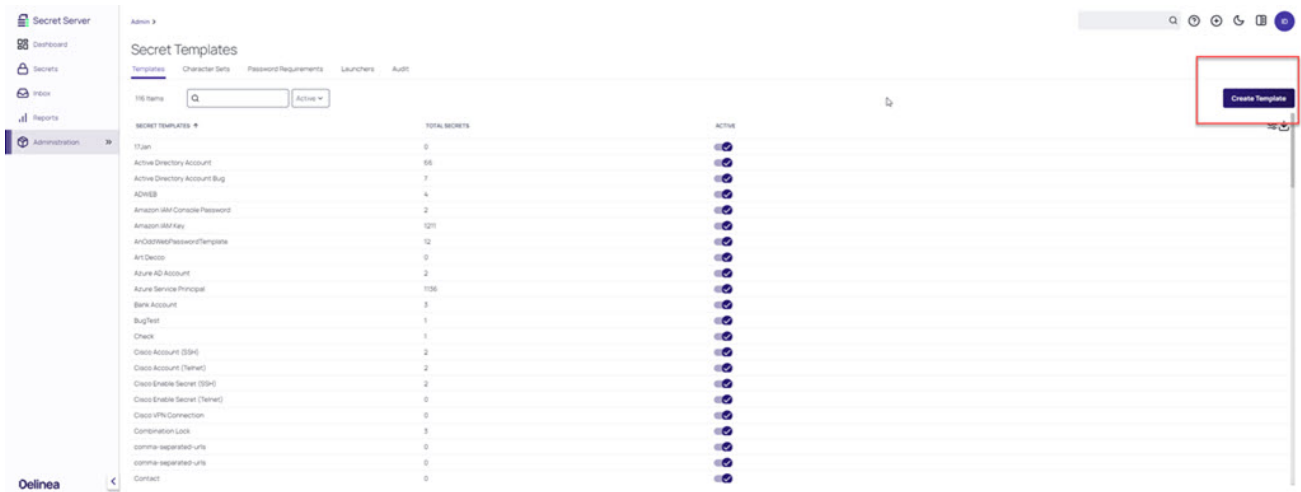 Secret Server
Admin >
Dashboard
Secrets
Inbox
Reports
Administration
Secret Templates
Templates Character Sets Password Requirements Launchers Audit
116 Items Active
Create Template
SECRET TEMPLATES TOTAL SECRETS ACTIVE
17Jan 0
Active Directory Account 56
Active Directory Account Bug 7
ADWEB 4
Amazon IAM Console Password 2
Amazon IAM Key 1211
AnOddWebPasswordTemplate 12
Art Decco 0
Azure AD Account 2
Azure Service Principal 1136
Bank Account 3
BugTest 1
Check 1
Cisco Account (SSH) 2
Cisco Account (Telnet) 2
Cisco Enable Secret (SSH) 2
Cisco Enable Secret (Telnet) 0
Cisco VPN Connection 0
Combination Lock 3
comma-separated-urls 0
comma-separated-urls 0
Contact 0
Delinea